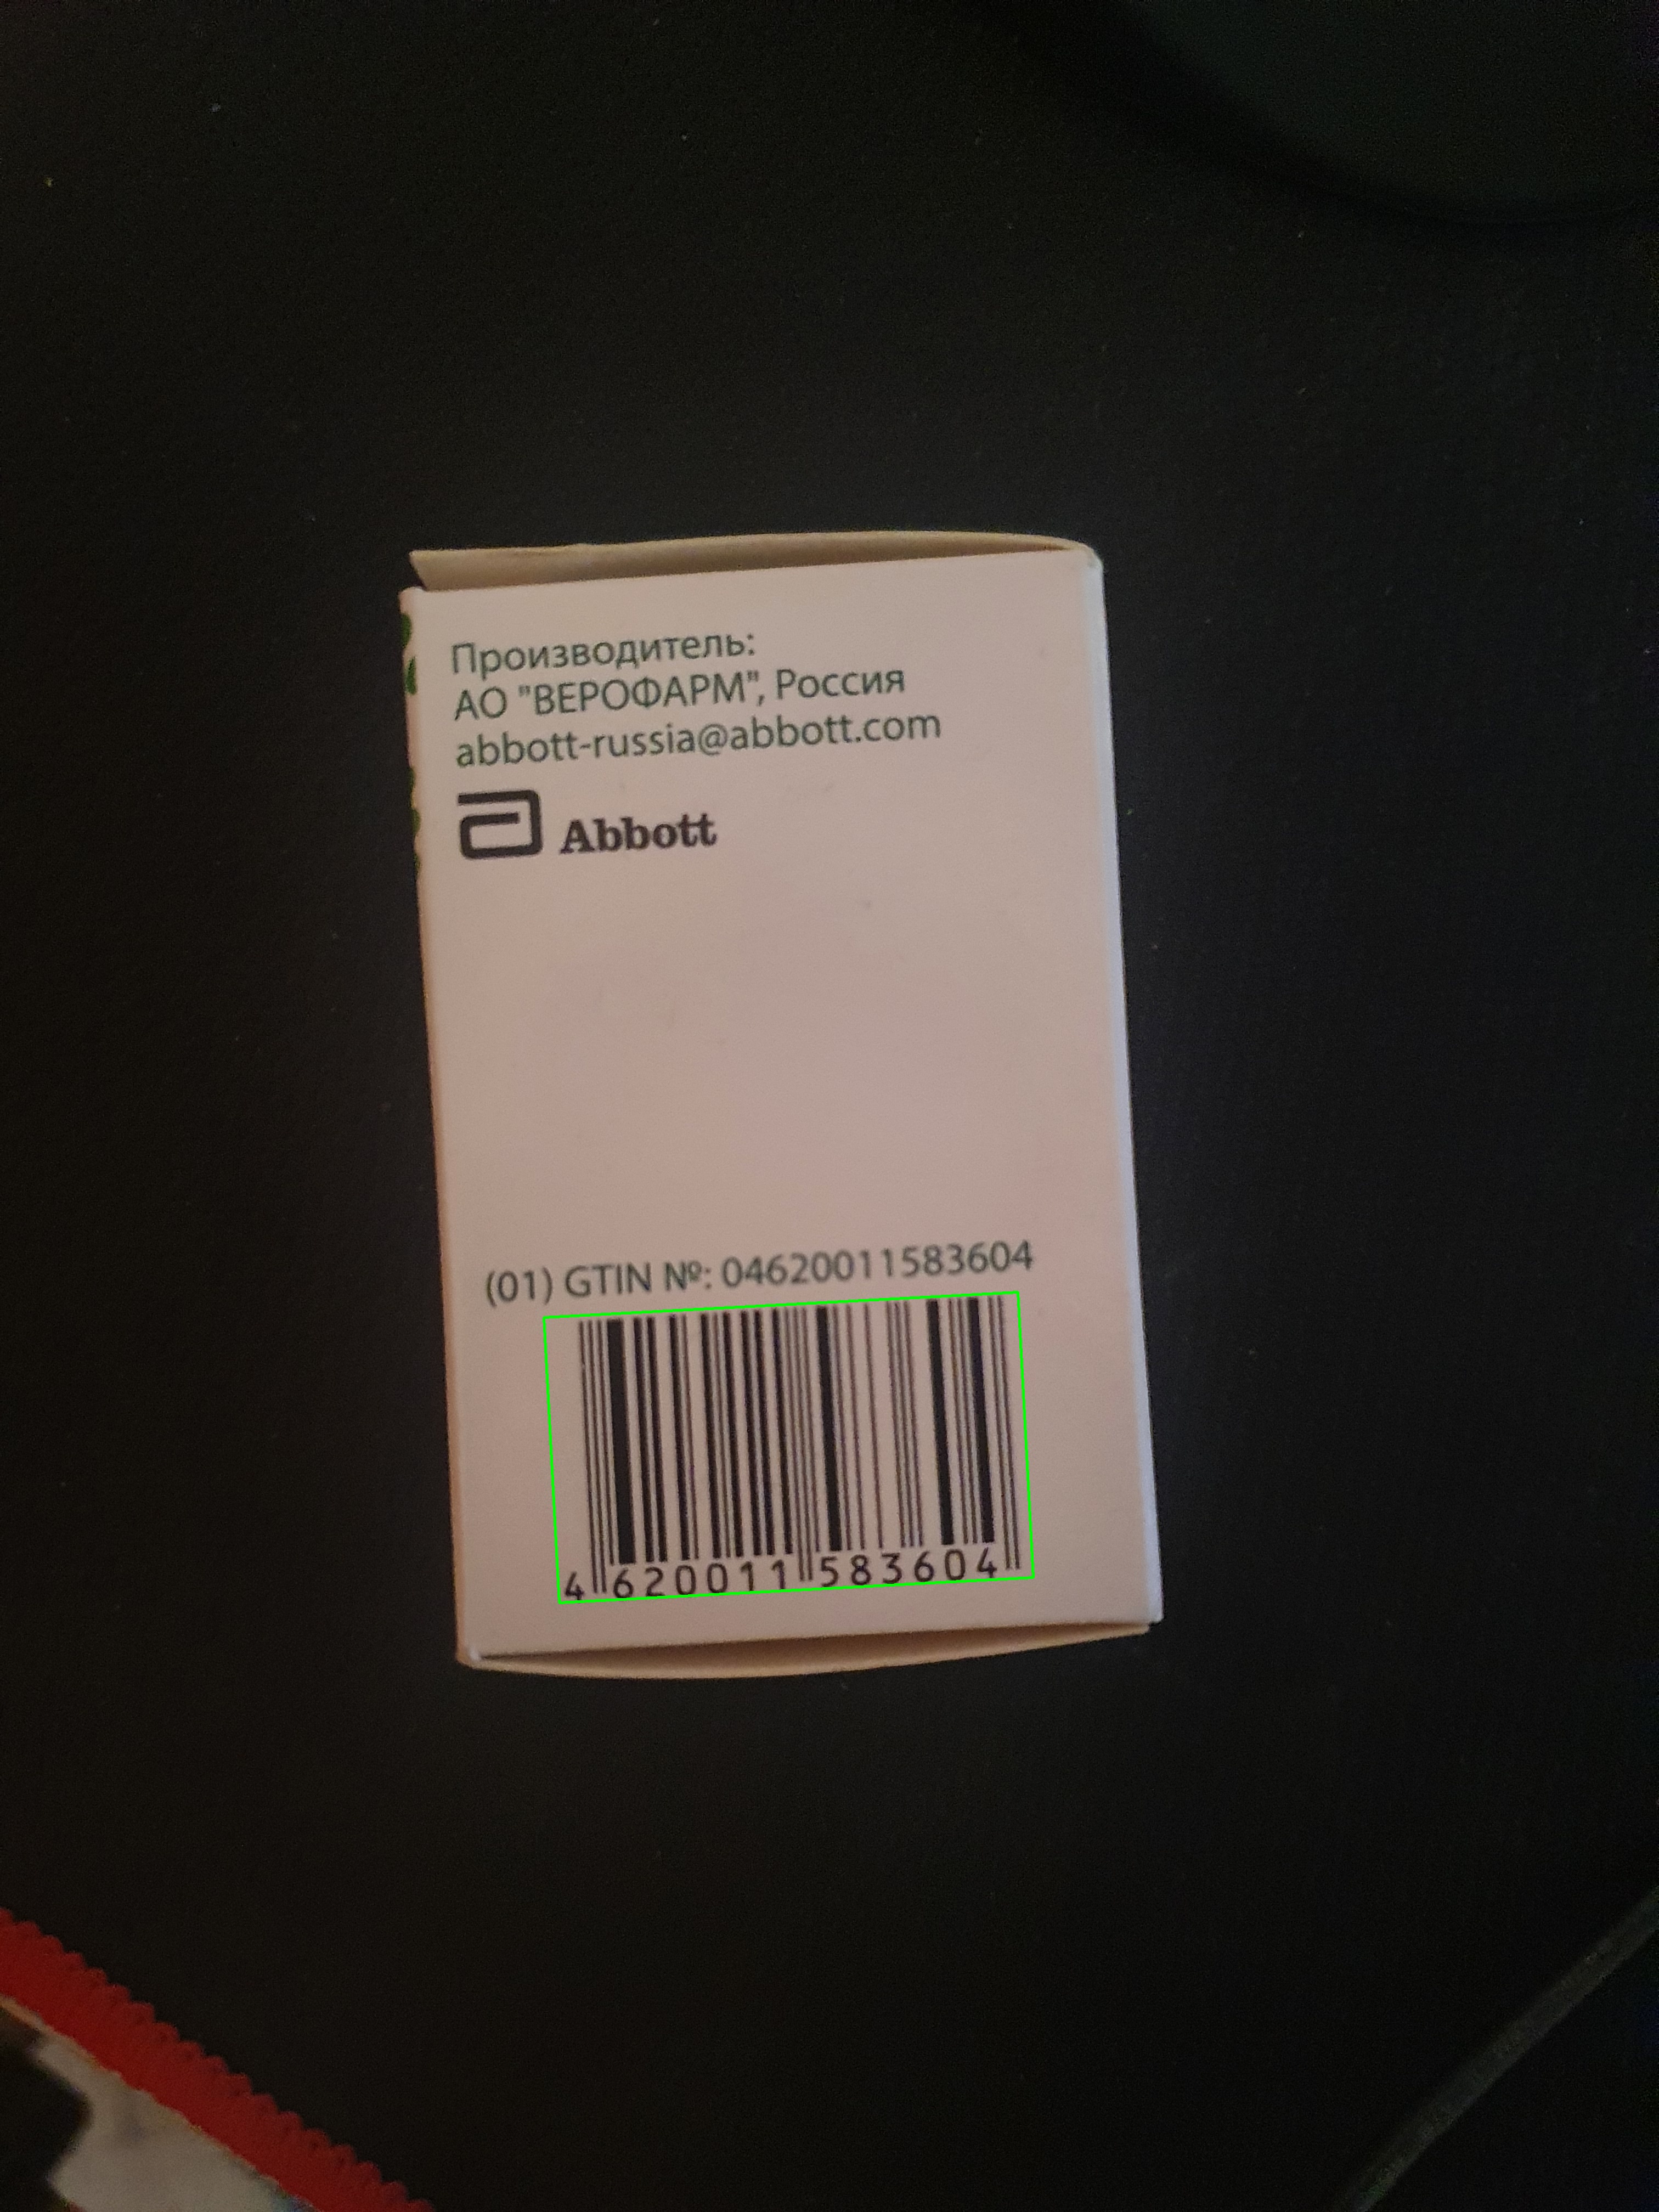 Производитель:
АО "ВЕРОФАРМ", Россия
abbott-russia@abbott.com
Abbott
(01) GTIN №: 04620011583604
4 620011 583604